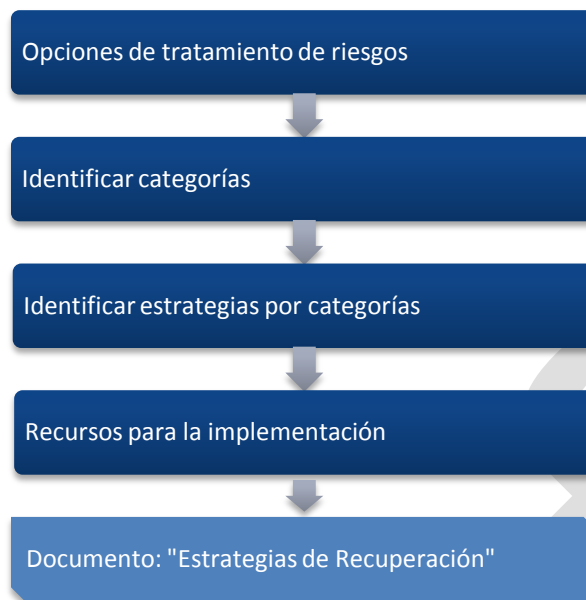 Opciones de tratamiento de riesgos
Identificar categorías
Identificar estrategias por categorías
Recursos para la implementación
Documento: "Estrategias de Recuperación"